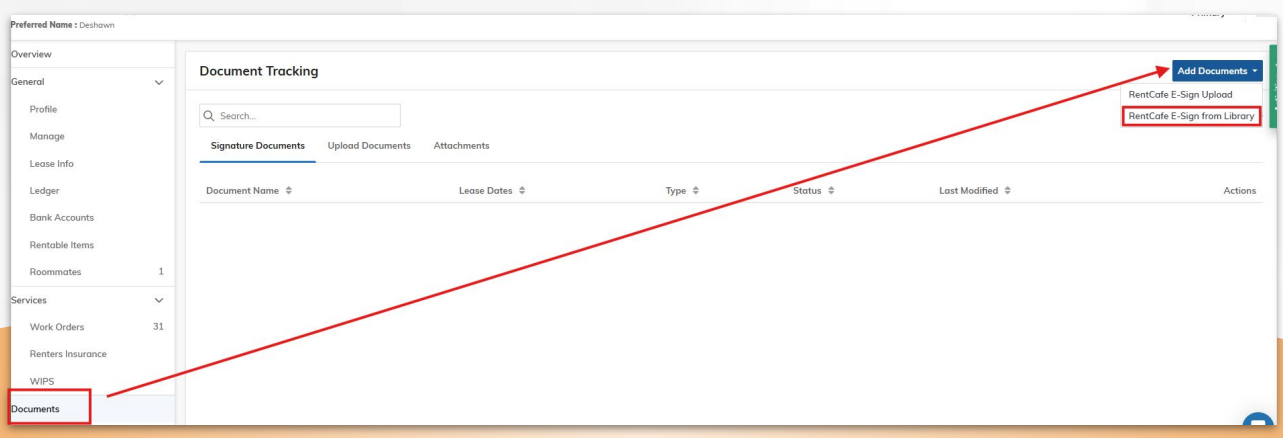 Preferred Name : Deshawn
Overview
General
Profile
Manage
Lease Info
Ledger
Bank Accounts
Rentable Items
Roommates 1
Services
Work Orders 31
Renters Insurance
WIPS
Documents
Document Tracking
Add Documents
RentCafe E-Sign Upload
RentCafe E-Sign from Library
Search...
Signature Documents Upload Documents Attachments
Document Name Lease Dates Type Status Last Modified Actions